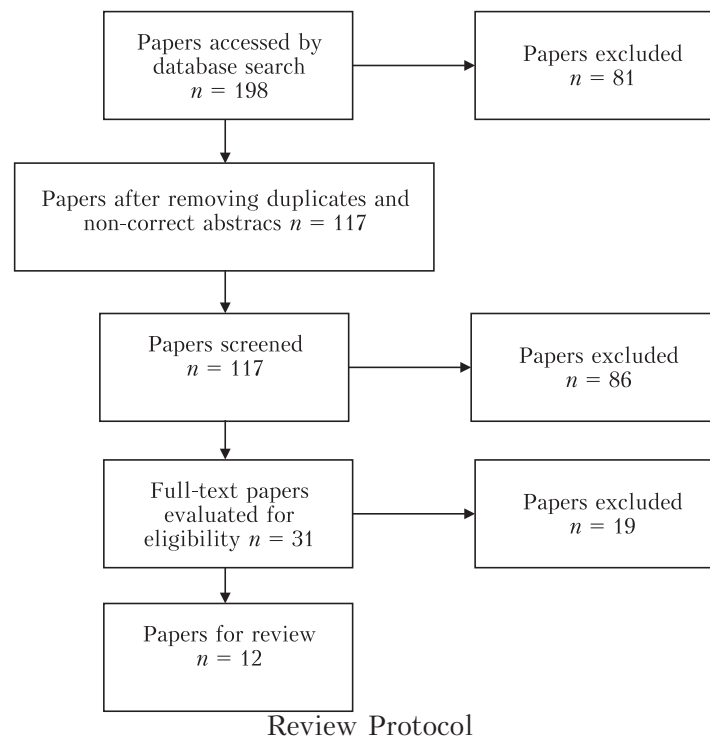 Papers accessed by
database search
n = 198
Papers excluded
n = 81
Papers after removing duplicates and
non-correct abstracs n = 117
Papers screened
n = 117
Papers excluded
n = 86
Full-text papers
evaluated for
eligibility n = 31
Papers excluded
n = 19
Papers for review
n = 12
Review Protocol